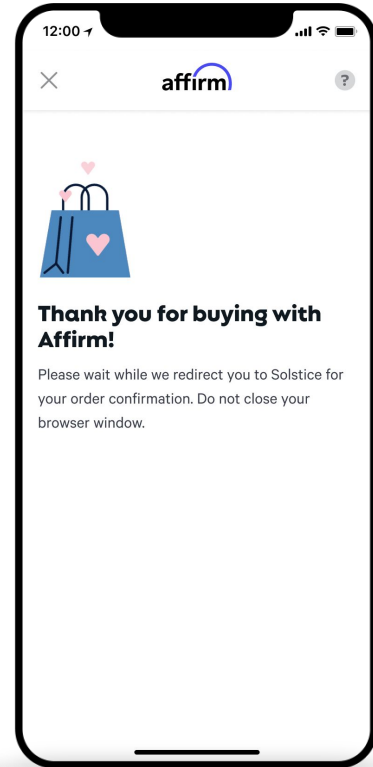 12:00
affirm
?
Thank you for buying with
Affirm!
Please wait while we redirect you to Solstice for
your order confirmation. Do not close your
browser window.